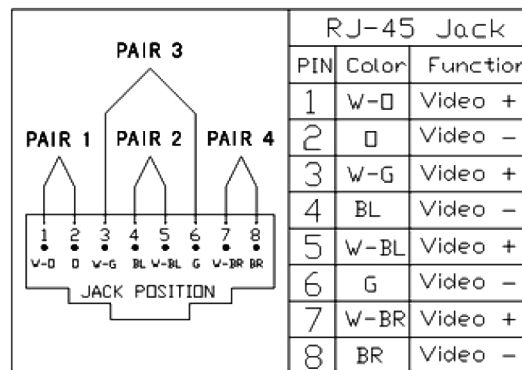 PAIR 3
PAIR 1 PAIR 2 PAIR 4
1 2 3 4 5 6 7 8
W-O O W-G BL W-BL G W-BR BR
JACK POSITION
RJ-45 Jack
PIN Color Function
1 W-O Video +
2 O Video -
3 W-G Video +
4 BL Video -
5 W-BL Video +
6 G Video -
7 W-BR Video +
8 BR Video -